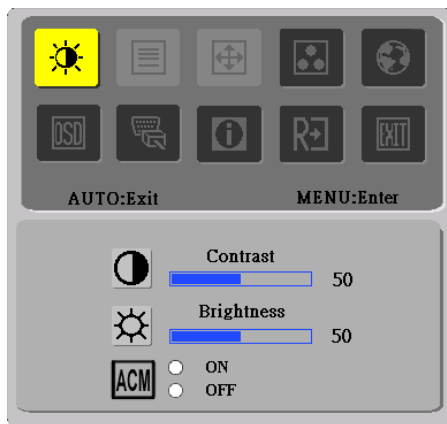 OSD
R
EXIT
AUTO:Exit
MENU:Enter
Contrast
50
Brightness
50
ACM
ON
OFF